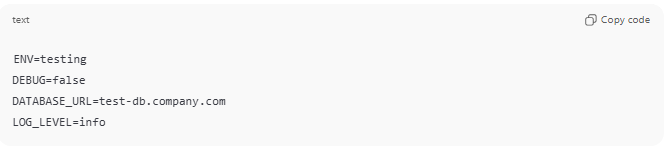 text
Copy code
ENV=testing
DEBUG=false
DATABASE_URL=test-db.company.com
LOG_LEVEL=info